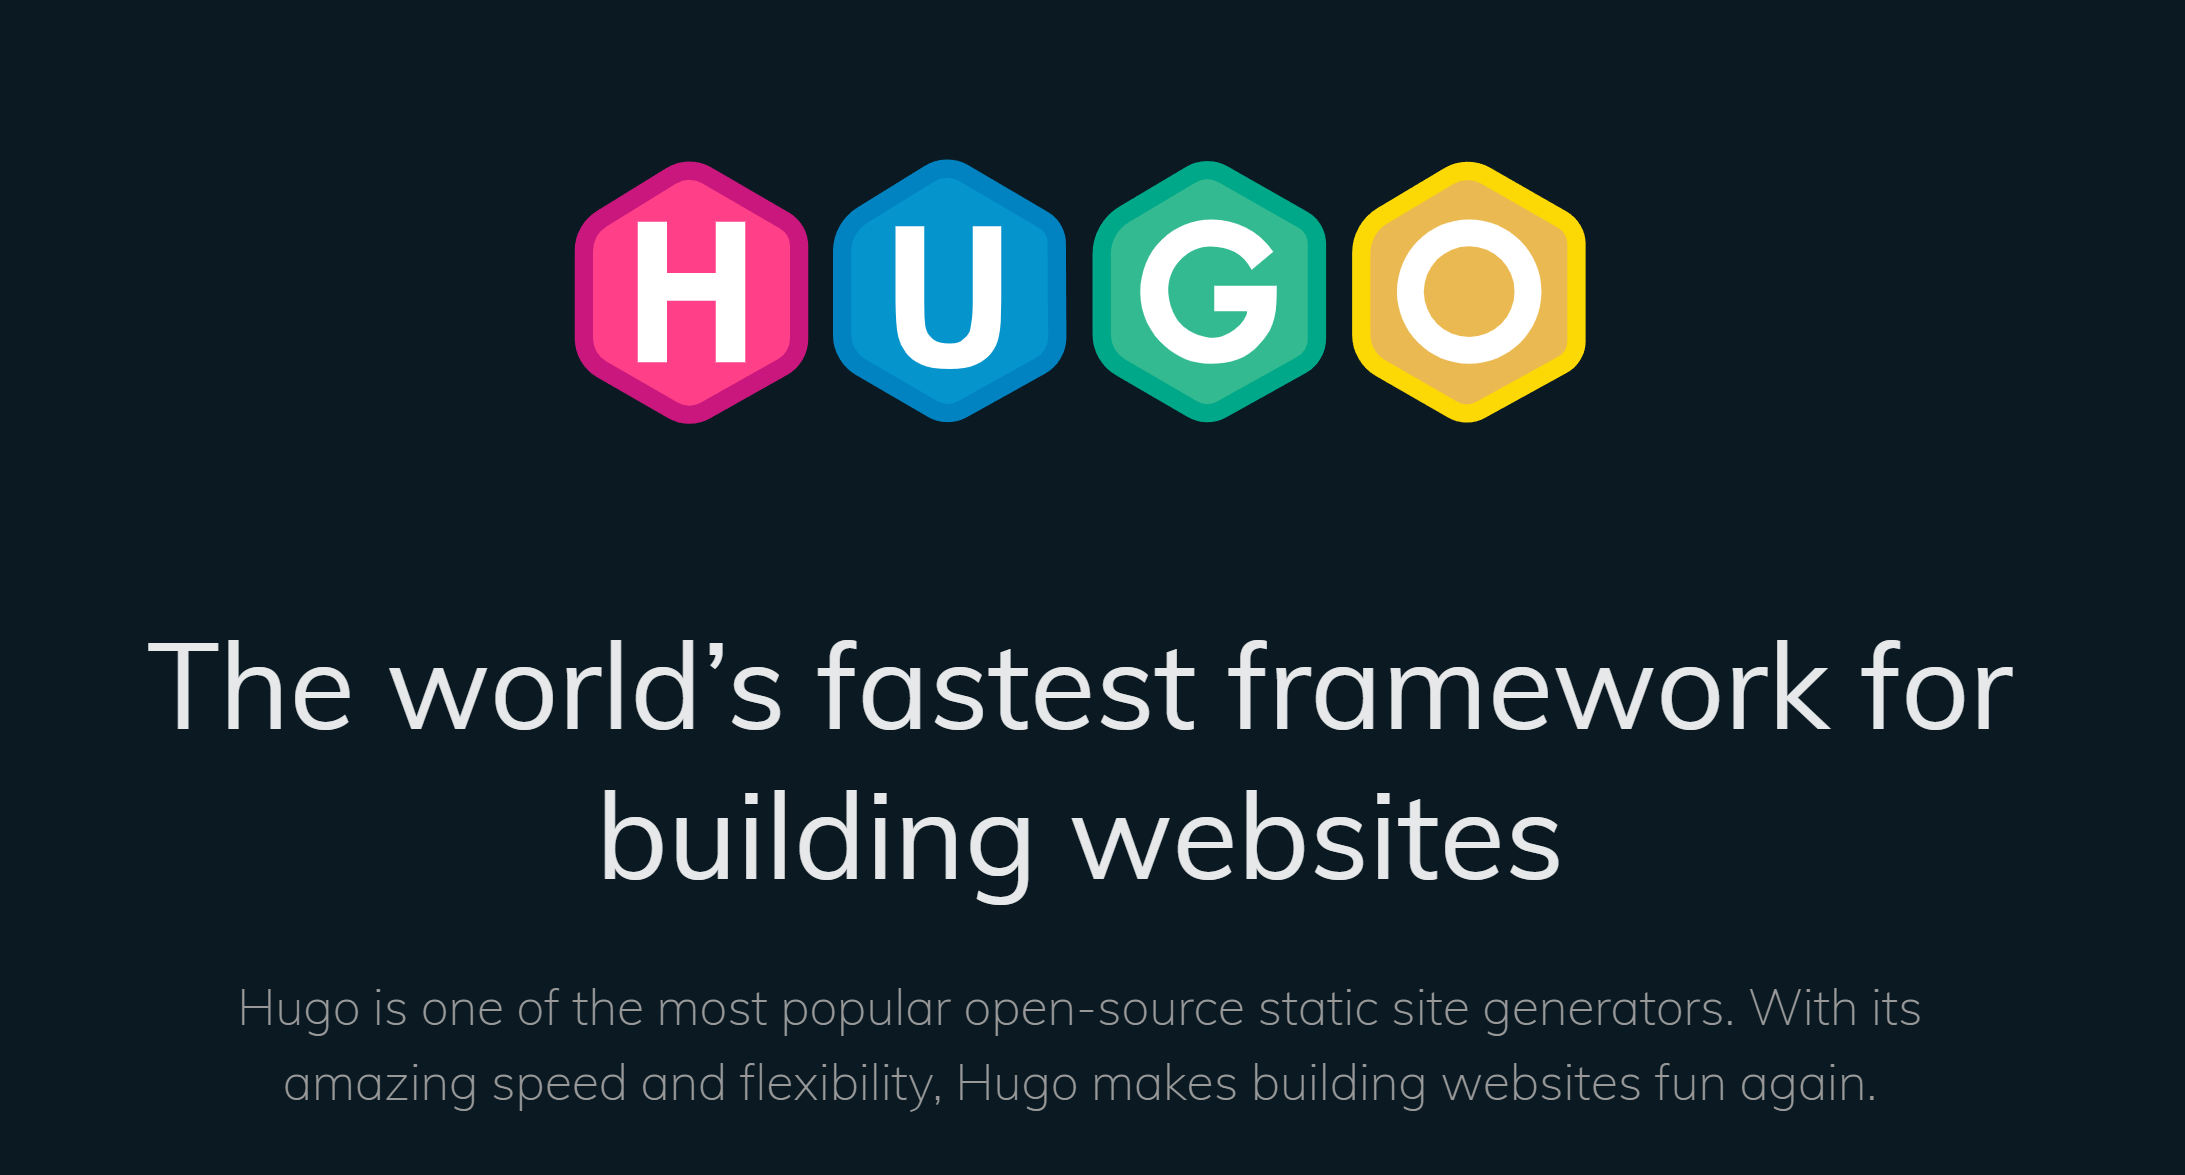 HUGO
The world’s fastest framework for
building websites
Hugo is one of the most popular open-source static site generators. With its
amazing speed and flexibility, Hugo makes building websites fun again.